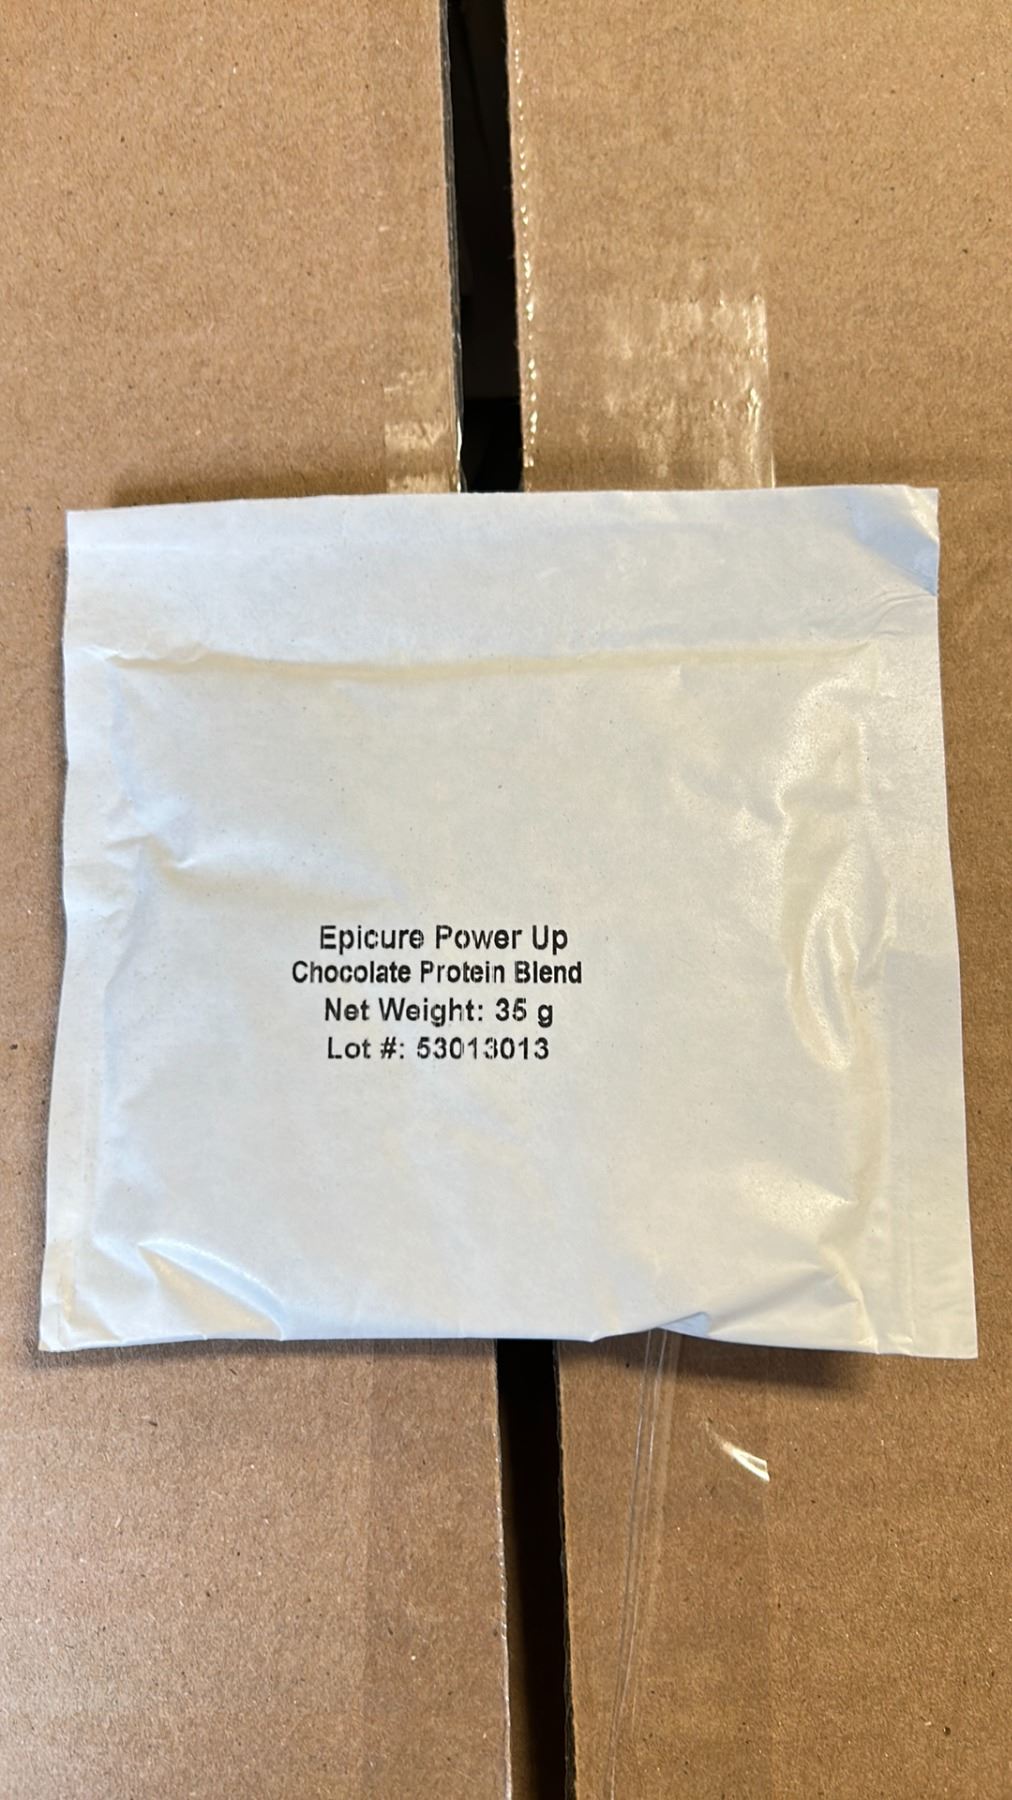 Epicure Power Up
Chocolate Protein Blend
Net Weight: 35 g
Lot #: 53013013